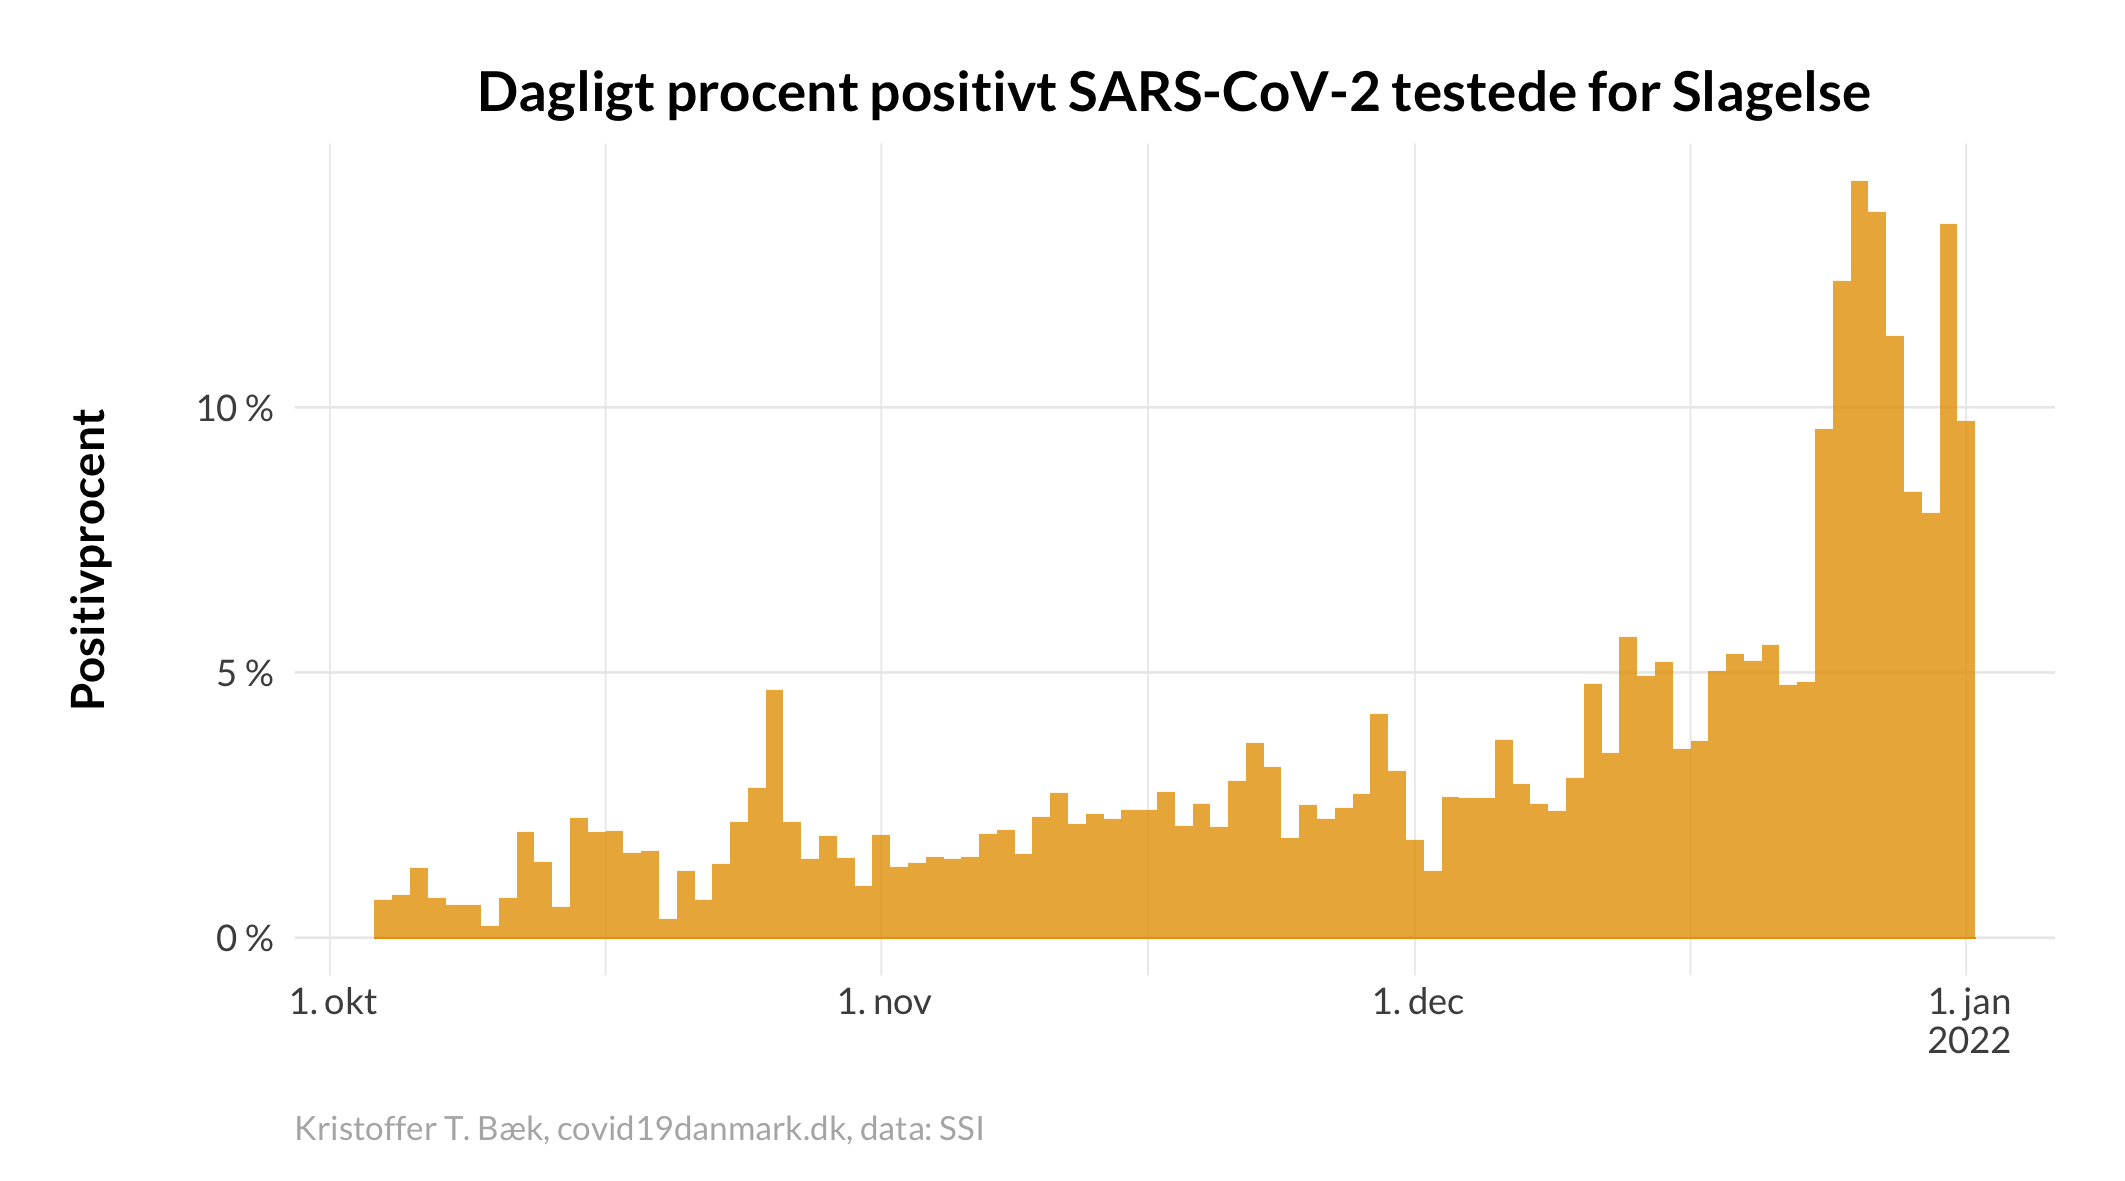 Dagligt procent positivt SARS-CoV-2 testede for Slagelse
Positivprocent
10 %
5 %
0 %
1. okt
1. nov
1. dec
1. jan
2022
Kristoffer T. Bæk, covid19danmark.dk, data: SSI